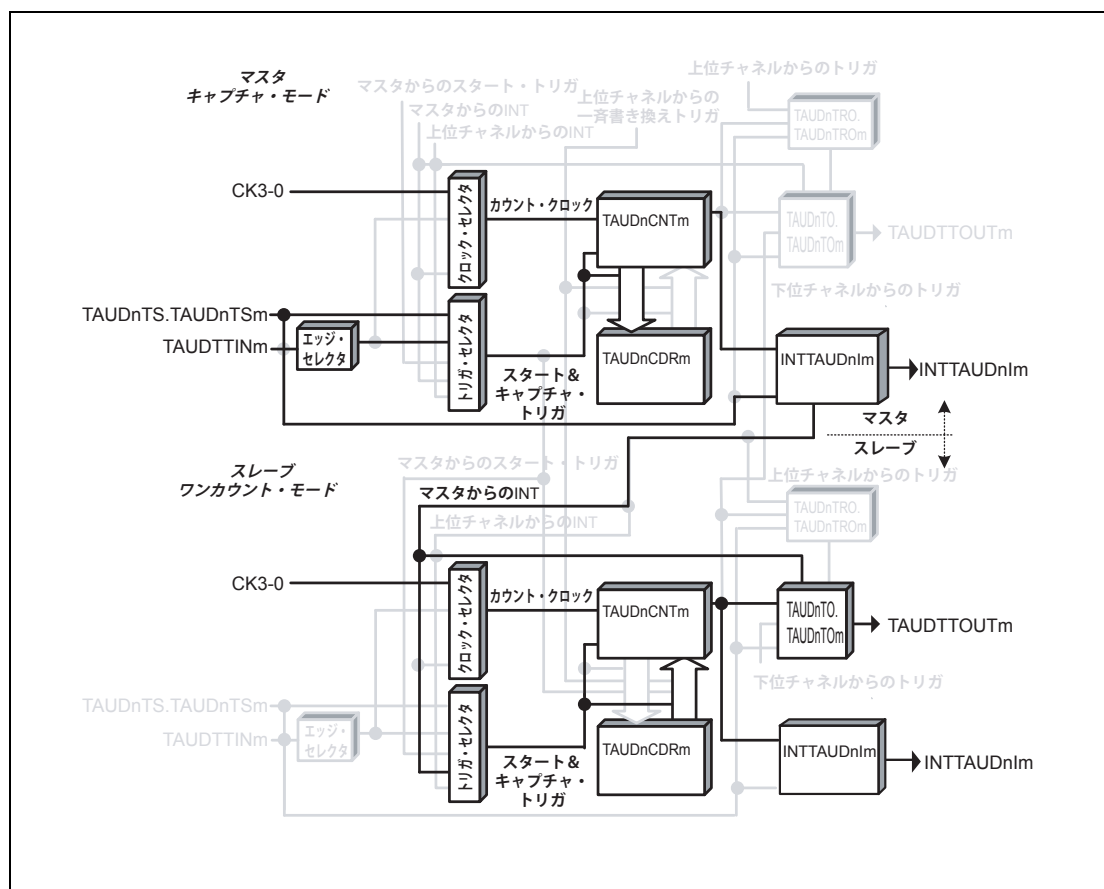 マスタ
キャプチャ・モード
マスタからのスタート・トリガ
マスタからのINT
上位チャネルからのINT
上位チャネルからの
一斉書き換えトリガ
上位チャネルからのトリガ
TAUDnTRO.
TAUDnTROm
CK3-0
クロック・セレクタ
カウント・クロック
TAUDnCNTm
TAUDnTO.
TAUDnTOm
TAUDTTOUTm
下位チャネルからのトリガ
TAUDnTS.TAUDnTSm
TAUDTTINm
エッジ・
セレクタ
トリガ・セレクタ
スタート&
キャプチャ・
トリガ
TAUDnCDRm
INTTAUDnIm
INTTAUDnIm
マスタ
スレーブ
スレーブ
ワンカウント・モード
マスタからのスタート・トリガ
マスタからのINT
上位チャネルからのINT
上位チャネルからのトリガ
TAUDnTRO.
TAUDnTROm
CK3-0
クロック・セレクタ
カウント・クロック
TAUDnCNTm
TAUDnTO.
TAUDnTOm
TAUDTTOUTm
下位チャネルからのトリガ
TAUDnTS.TAUDnTSm
TAUDTTINm
エッジ・
セレクタ
トリガ・セレクタ
スタート&
キャプチャ・
トリガ
TAUDnCDRm
INTTAUDnIm
INTTAUDnIm